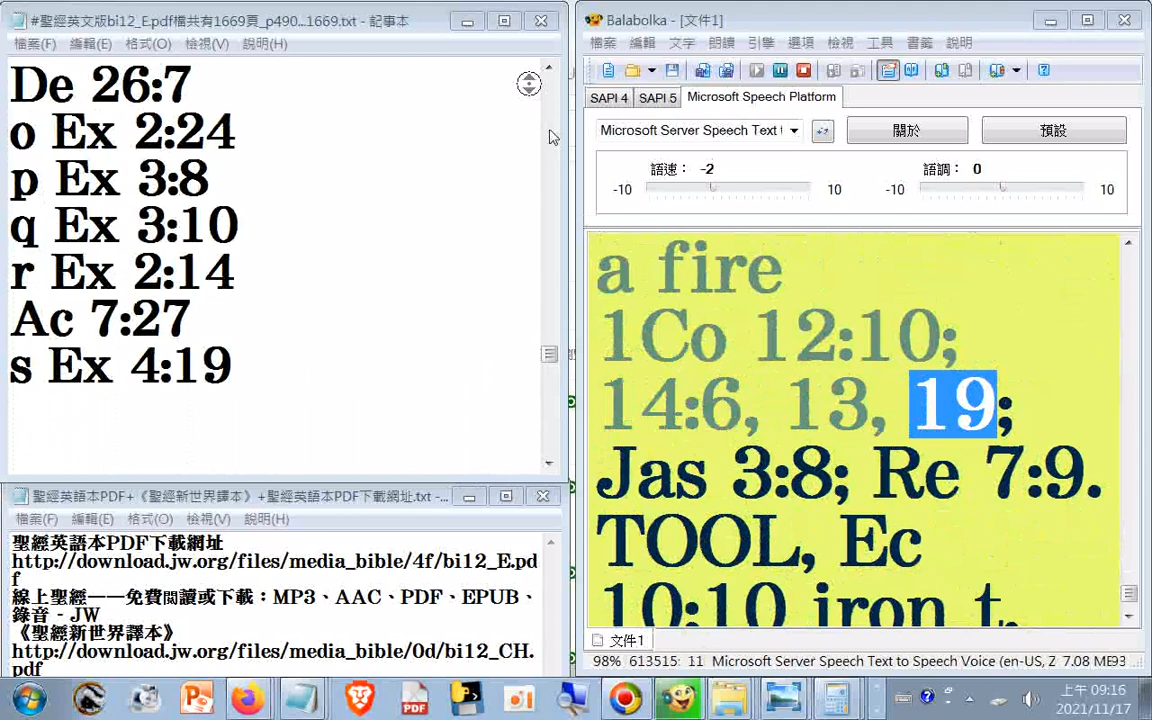 #聖經英文版bi12_E.pdf檔共有1669頁_p490...1669.txt - 記事本
檔案(F) 編輯(E) 格式(O) 檢視(V) 說明(H)
De 26:7
o Ex 2:24
p Ex 3:8
q Ex 3:10
r Ex 2:14
Ac 7:27
s Ex 4:19
聖經英語本PDF+《聖經新世界譯本》+聖經英語本PDF下載網址.txt -...
檔案(F) 編輯(E) 格式(O) 檢視(V) 說明(H)
聖經英語本PDF下載網址
http://download.jw.org/files/media_bible/4f/bi12_E.pd
f
線上聖經——免費閱讀或下載：MP3、AAC、PDF、EPUB、
錄音 - JW
《聖經新世界譯本》
http://download.jw.org/files/media_bible/0d/bi12_CH.
pdf
Balabolka - [文件1]
檔案 編輯 文字 朗讀 引擎 選項 檢視 工具 書籤 說明
SAPI 4 SAPI 5 Microsoft Speech Platform
Microsoft Server Speech Text 關於 預設
語速： -2 語調： 0
-10 10 -10 10
a fire
1Co 12:10;
14:6, 13, 19;
Jas 3:8; Re 7:9.
TOOL, Ec
10:10 iron t.
文件1
98% 613515: 11 Microsoft Server Speech Text to Speech Voice (en-US, Z 7.08 ME93
PDF
上午 09:16
2021/11/17